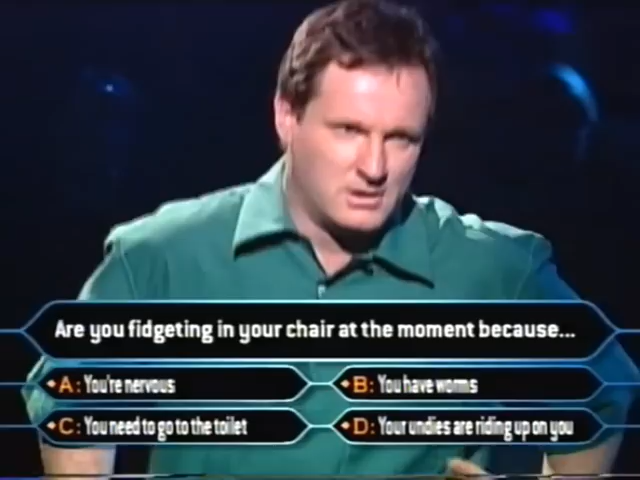 Are you fidgeting in your chair at the moment because...
A: You're nervous
B: You have worms
C: You need to go to the toilet
D: Your undies are riding up on you